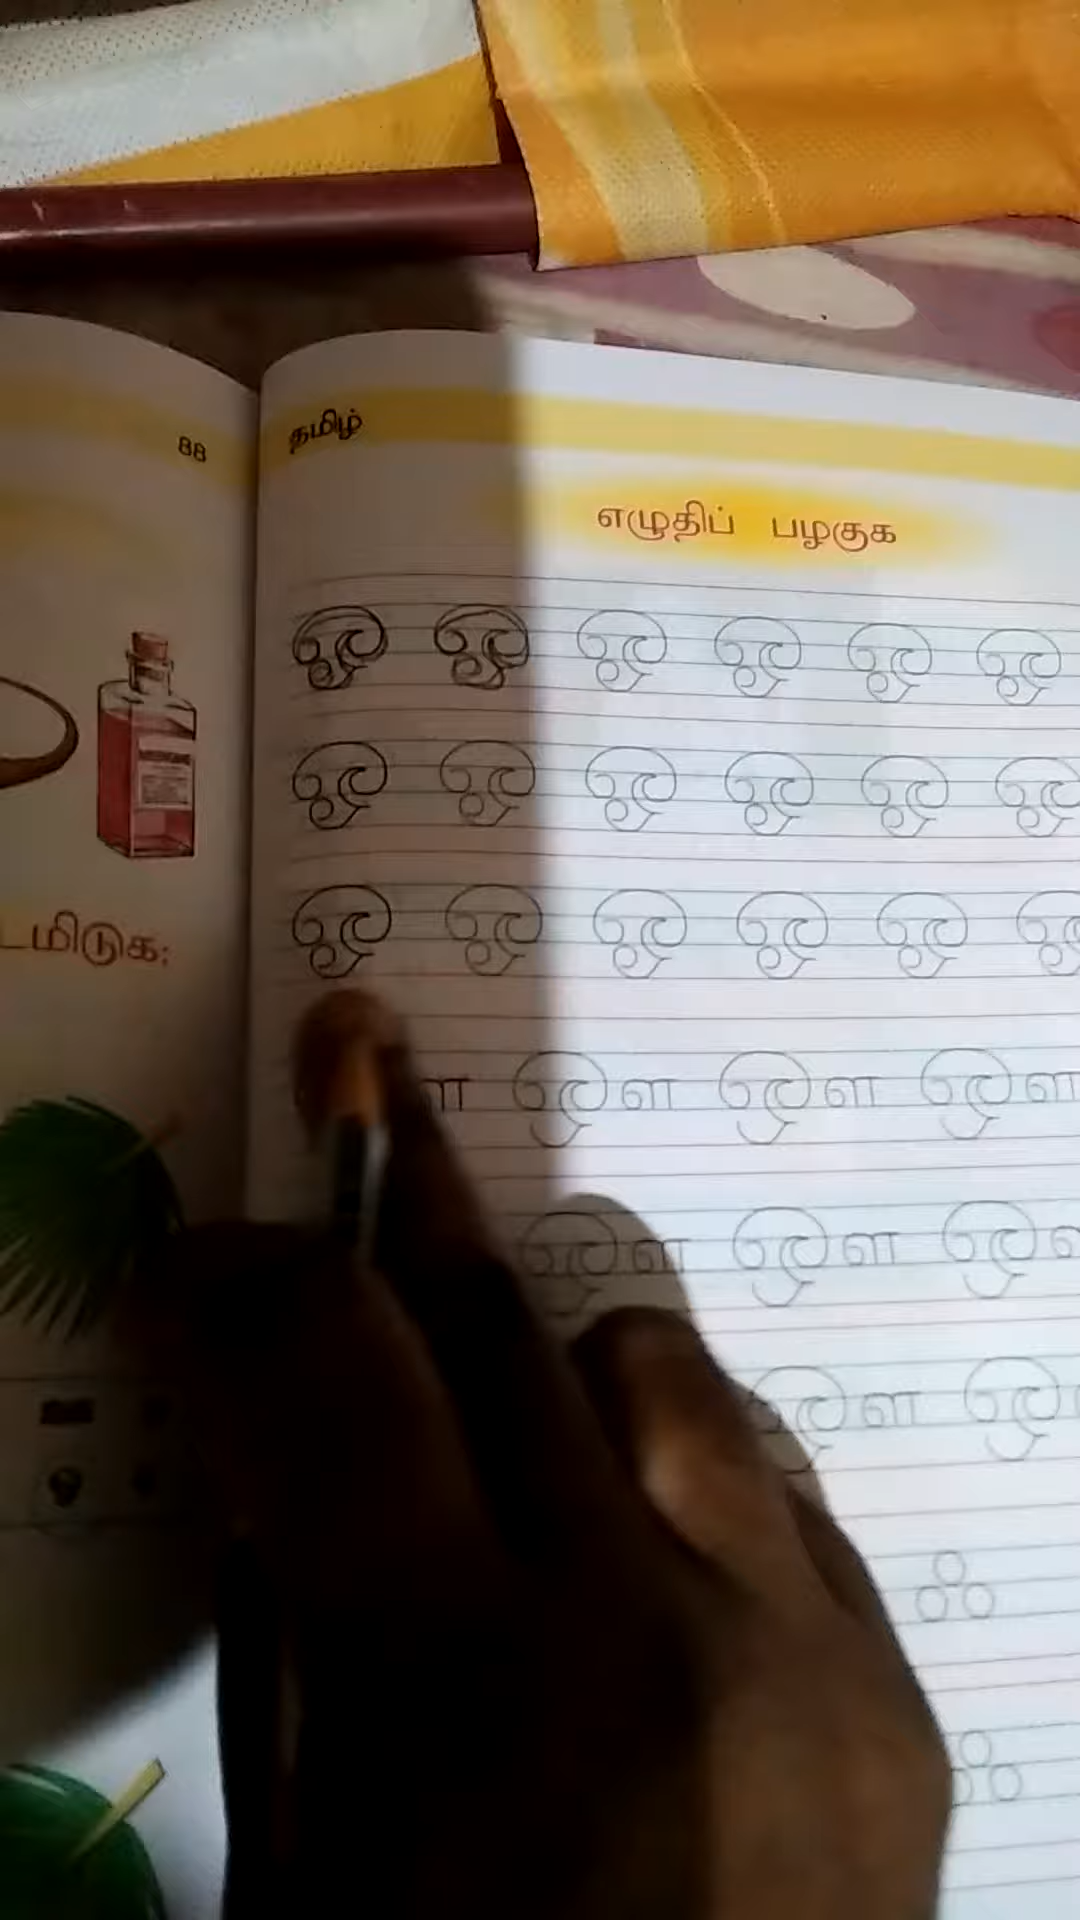 88
டமிடுக:
தமிழ்
எழுதிப் பழகுக
ஓ ஓ ஓ ஓ ஓ ஓ
ஓ ஓ ஓ ஓ ஓ ஓ
ஓ ஓ ஓ ஓ ஓ ஓ
ள ஔ ஔ ஔ
ஔ ஔ ஔ
ஔ ஒ
ஃ
ஃ